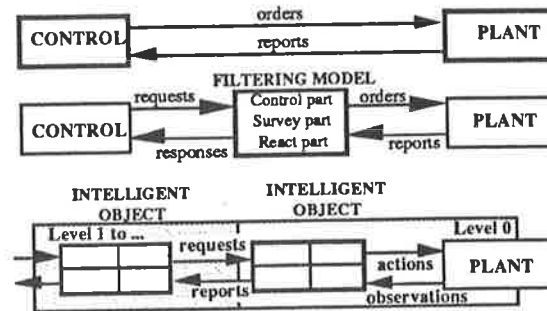 orders
CONTROL
PLANT
reports
FILTERING MODEL
requests
Control part
orders
CONTROL
Survey part
PLANT
responses
React part
reports
INTELLIGENT
OBJECT
INTELLIGENT
OBJECT
Level 1 to ...
requests
Level 0
actions
PLANT
reports
observations